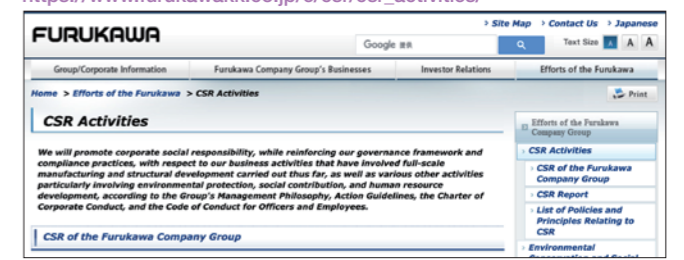 › Site Map › Contact Us › Japanese
FURUKAWA
Google
Text Size A A A
Group/Corporate Information Furukawa Company Group's Businesses Investor Relations Efforts of the Furukawa
Home > Efforts of the Furukawa > CSR Activities
Print
CSR Activities
We will promote corporate social responsibility, while reinforcing our governance framework and
compliance practices, with respect to our business activities that have involved full-scale
manufacturing and structural development carried out thus far, as well as various other activities
particularly involving environmental protection, social contribution, and human resource
development, according to the Group's Management Philosophy, Action Guidelines, the Charter of
Corporate Conduct, and the Code of Conduct for Officers and Employees.
CSR of the Furukawa Company Group
Efforts of the Furukawa
Company Group
› CSR Activities
› CSR of the Furukawa
Company Group
› CSR Report
› List of Policies and
Principles Relating to
CSR
› Environmental